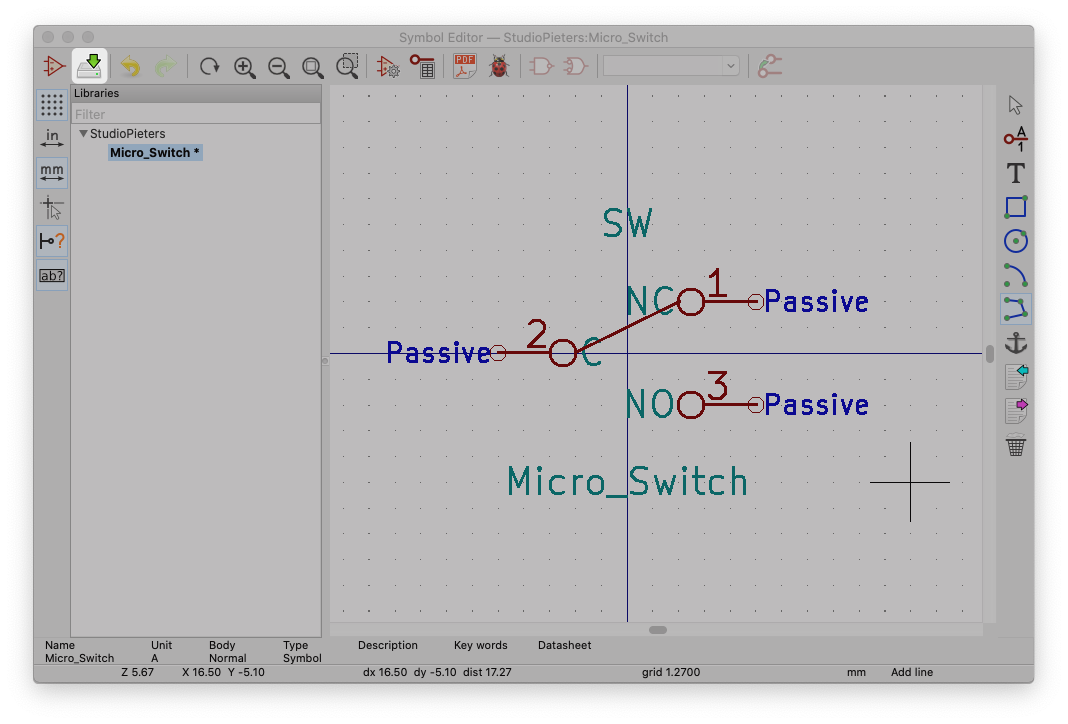 Symbol Editor — StudioPieters:Micro_Switch
PDF
Libraries
Filter
StudioPieters
Micro_Switch *
in
mm
ab?
A
1
T
SW
NC 1 Passive
Passive 2 C
NO 3 Passive
Micro_Switch
Name Unit Body Type Description Key words Datasheet
Micro_Switch A Normal Symbol
Z 5.67 X 16.50 Y -5.10 dx 16.50 dy -5.10 dist 17.27 grid 1.2700 mm Add line